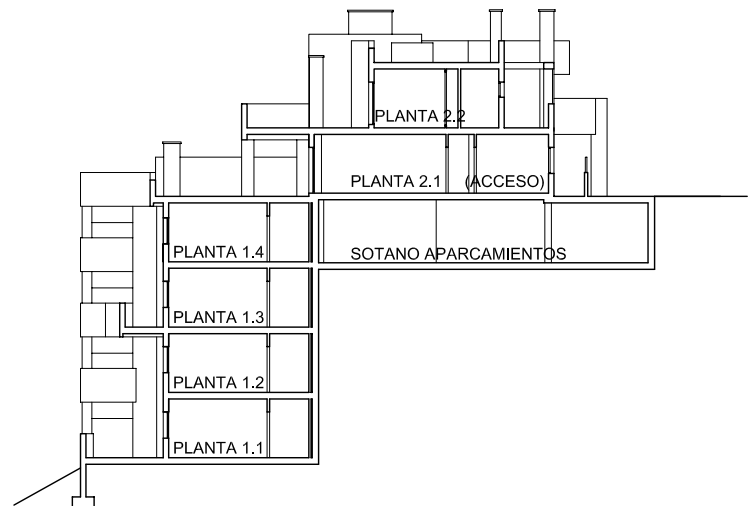 PLANTA 2.2
PLANTA 2.1 (ACCESO)
PLANTA 1.4 SOTANO APARCAMIENTOS
PLANTA 1.3
PLANTA 1.2
PLANTA 1.1